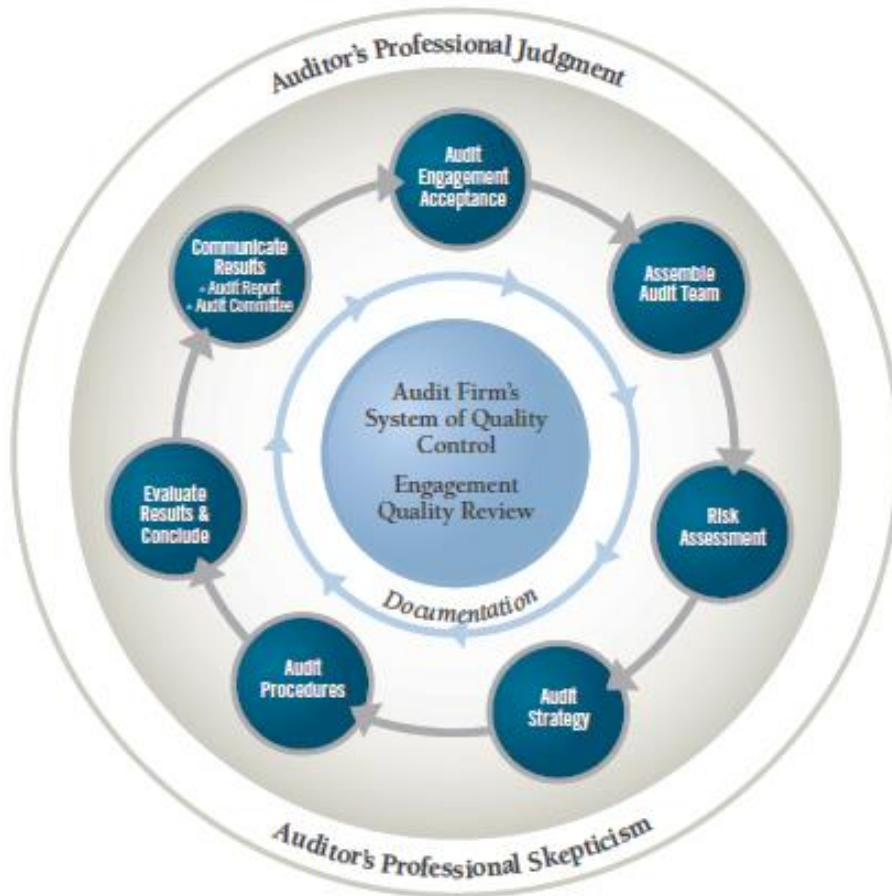 Auditor's Professional Judgment
Audit
Engagement
Acceptance
Assemble
Audit Team
Risk
Assessment
Audit
Strategy
Audit
Procedures
Evaluate
Results &
Conclude
Communicate
Results
• Audit Report
• Audit Committee
Audit Firm's
System of Quality
Control
Engagement
Quality Review
Documentation
Auditor's Professional Skepticism